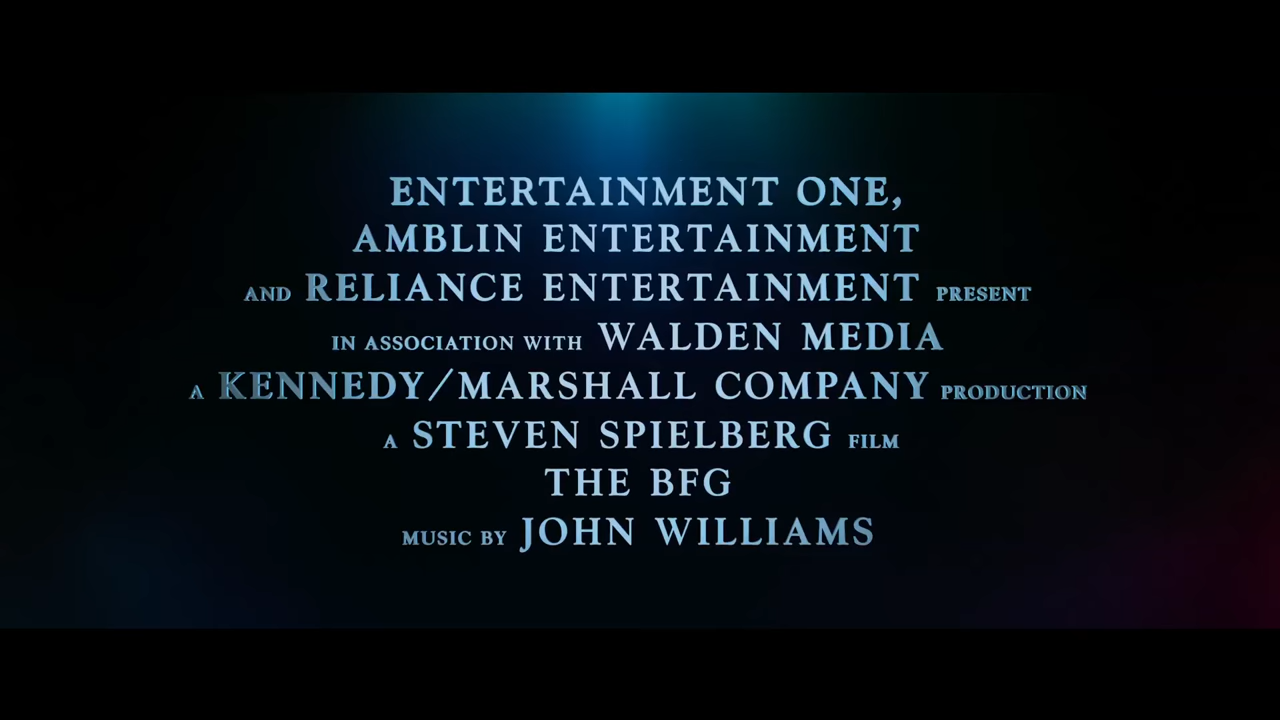 ENTERTAINMENT ONE,
AMBLIN ENTERTAINMENT
AND RELIANCE ENTERTAINMENT PRESENT
IN ASSOCIATION WITH WALDEN MEDIA
A KENNEDY/MARSHALL COMPANY PRODUCTION
A STEVEN SPIELBERG FILM
THE BFG
MUSIC BY JOHN WILLIAMS